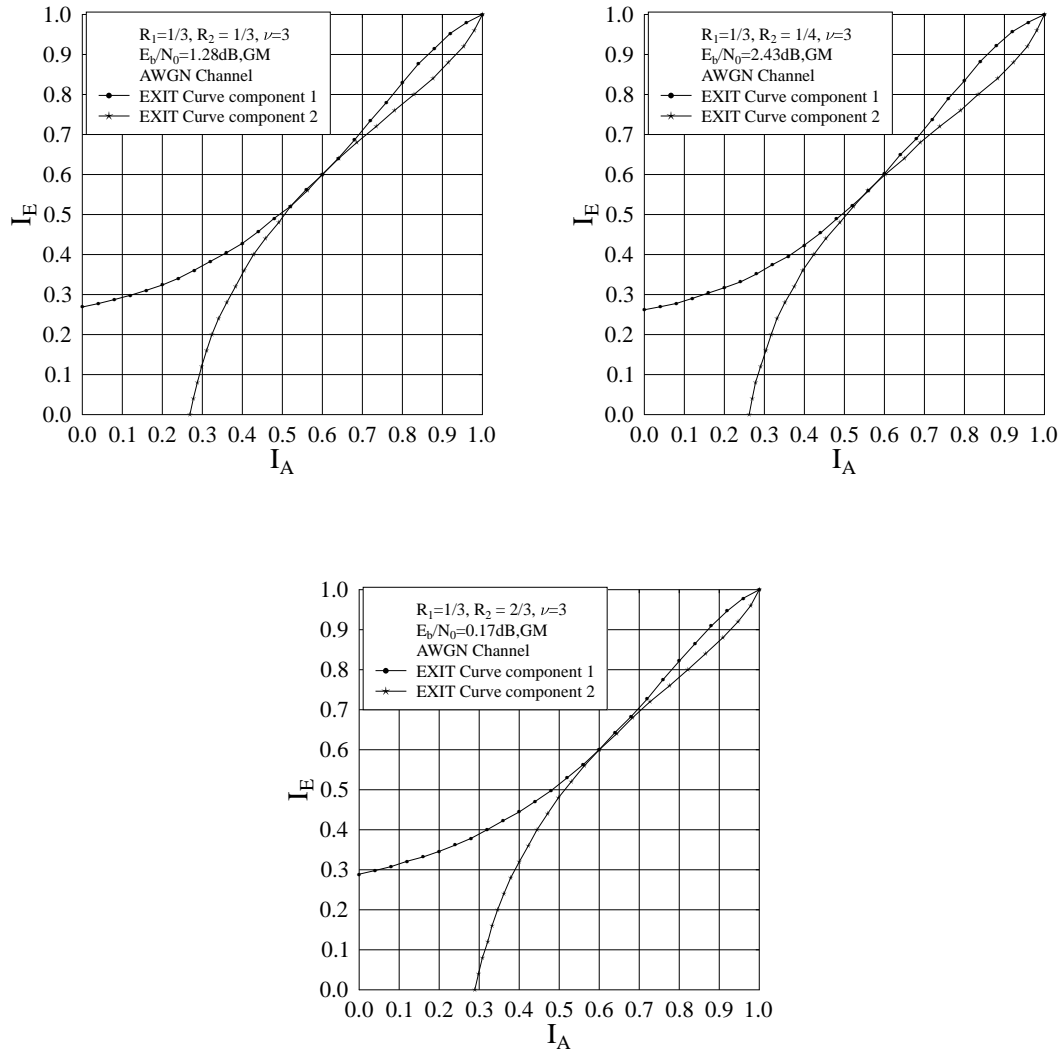 1.0
0.9
0.8
0.7
0.6
0.5
0.4
0.3
0.2
0.1
0.0
I_E
R_1=1/3, R_2 = 1/3, ν=3
E_b/N_0=1.28dB,GM
AWGN Channel
EXIT Curve component 1
EXIT Curve component 2
0.0 0.1 0.2 0.3 0.4 0.5 0.6 0.7 0.8 0.9 1.0
I_A
1.0
0.9
0.8
0.7
0.6
0.5
0.4
0.3
0.2
0.1
0.0
I_E
R_1=1/3, R_2 = 1/4, ν=3
E_b/N_0=2.43dB,GM
AWGN Channel
EXIT Curve component 1
EXIT Curve component 2
0.0 0.1 0.2 0.3 0.4 0.5 0.6 0.7 0.8 0.9 1.0
I_A
1.0
0.9
0.8
0.7
0.6
0.5
0.4
0.3
0.2
0.1
0.0
I_E
R_1=1/3, R_2 = 2/3, ν=3
E_b/N_0=0.17dB,GM
AWGN Channel
EXIT Curve component 1
EXIT Curve component 2
0.0 0.1 0.2 0.3 0.4 0.5 0.6 0.7 0.8 0.9 1.0
I_A